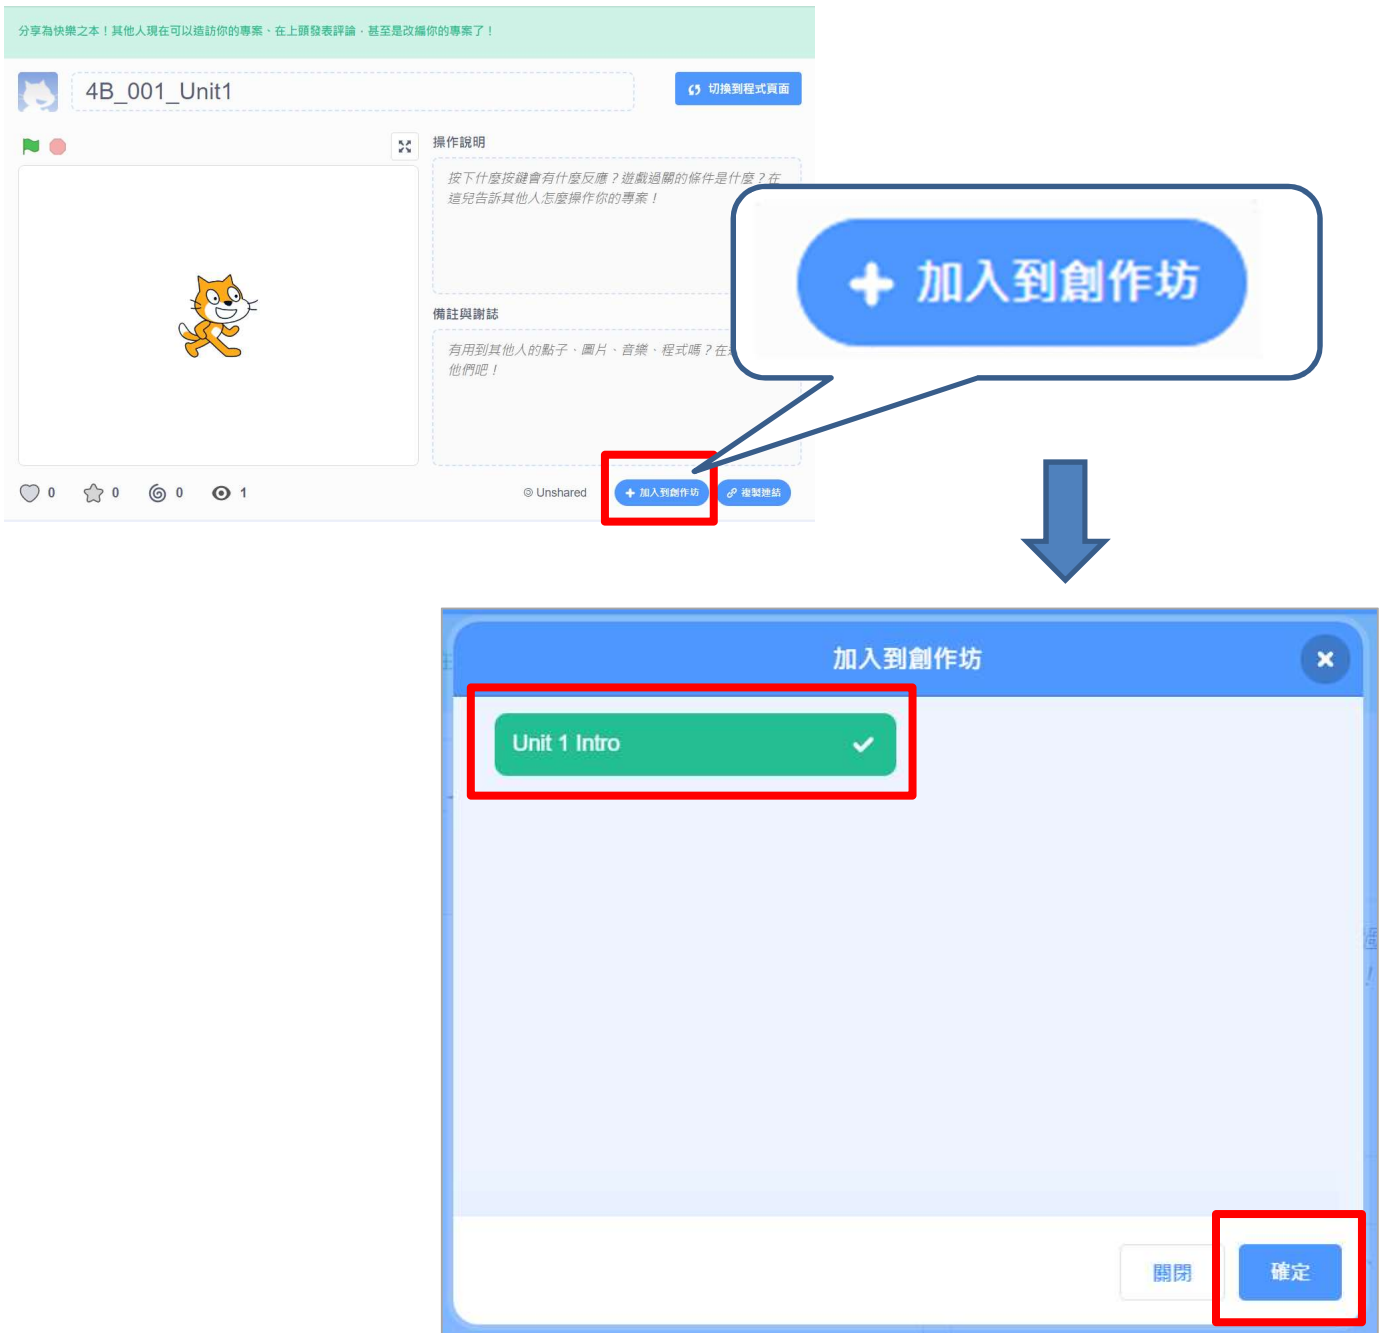 分享為快樂之本！其他人現在可以造訪你的專案、在上頭發表評論，甚至是改編你的專案了！
4B_001_Unit1
切換到程式頁面
操作說明
按下什麼按鍵會有什麼反應？遊戲過關的條件是什麼？在
這兒告訴其他人怎麼操作你的專案！
加入到創作坊
備註與謝誌
有用到其他人的點子、圖片、音樂、程式嗎？在
他們吧！
0
0
0
1
Unshared
加入到創作坊
複製連結
加入到創作坊
Unit 1 Intro
關閉
確定